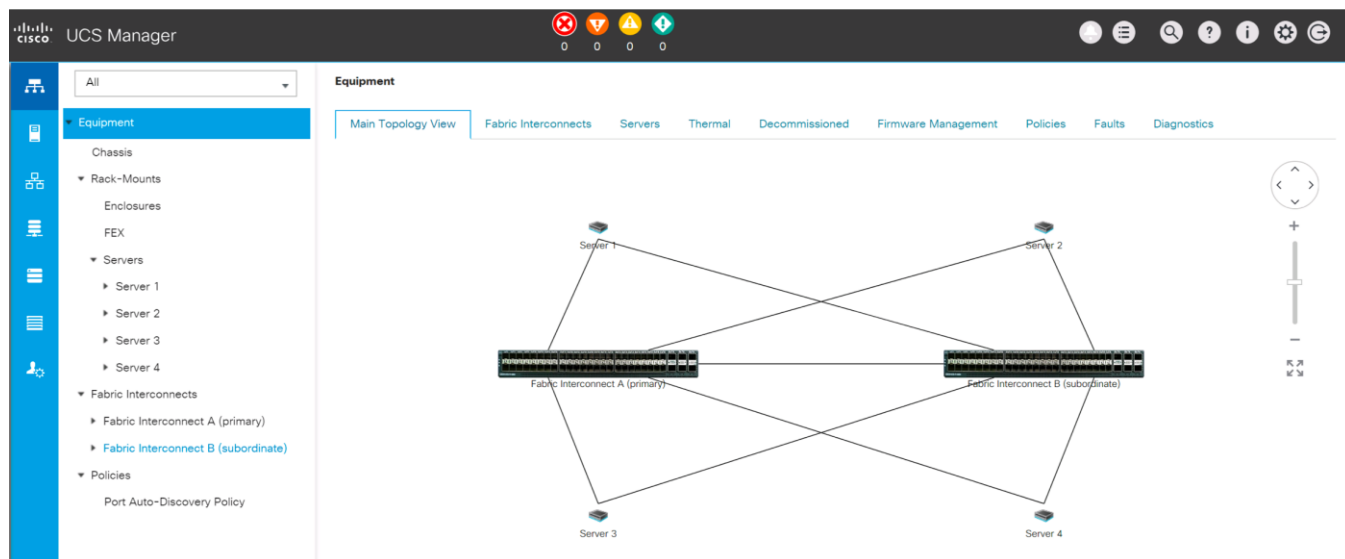 CISCO UCS Manager
0 0 0 0
All
Equipment
Chassis
Rack-Mounts
Enclosures
FEX
Servers
Server 1
Server 2
Server 3
Server 4
Fabric Interconnects
Fabric Interconnect A (primary)
Fabric Interconnect B (subordinate)
Policies
Port Auto-Discovery Policy
Equipment
Main Topology View Fabric Interconnects Servers Thermal Decommissioned Firmware Management Policies Faults Diagnostics
Server 1 Server 2
Fabric Interconnect A (primary) Fabric Interconnect B (subordinate)
Server 3 Server 4